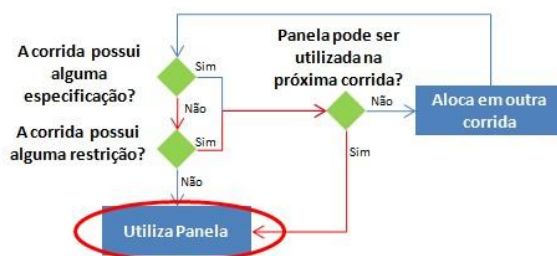 A corrida possui
alguma
especificação?
Sim
Não
A corrida possui
alguma restrição?
Sim
Não
Utiliza Panela
Panela pode ser
utilizada na
próxima corrida?
Não
Sim
Aloca em outra
corrida